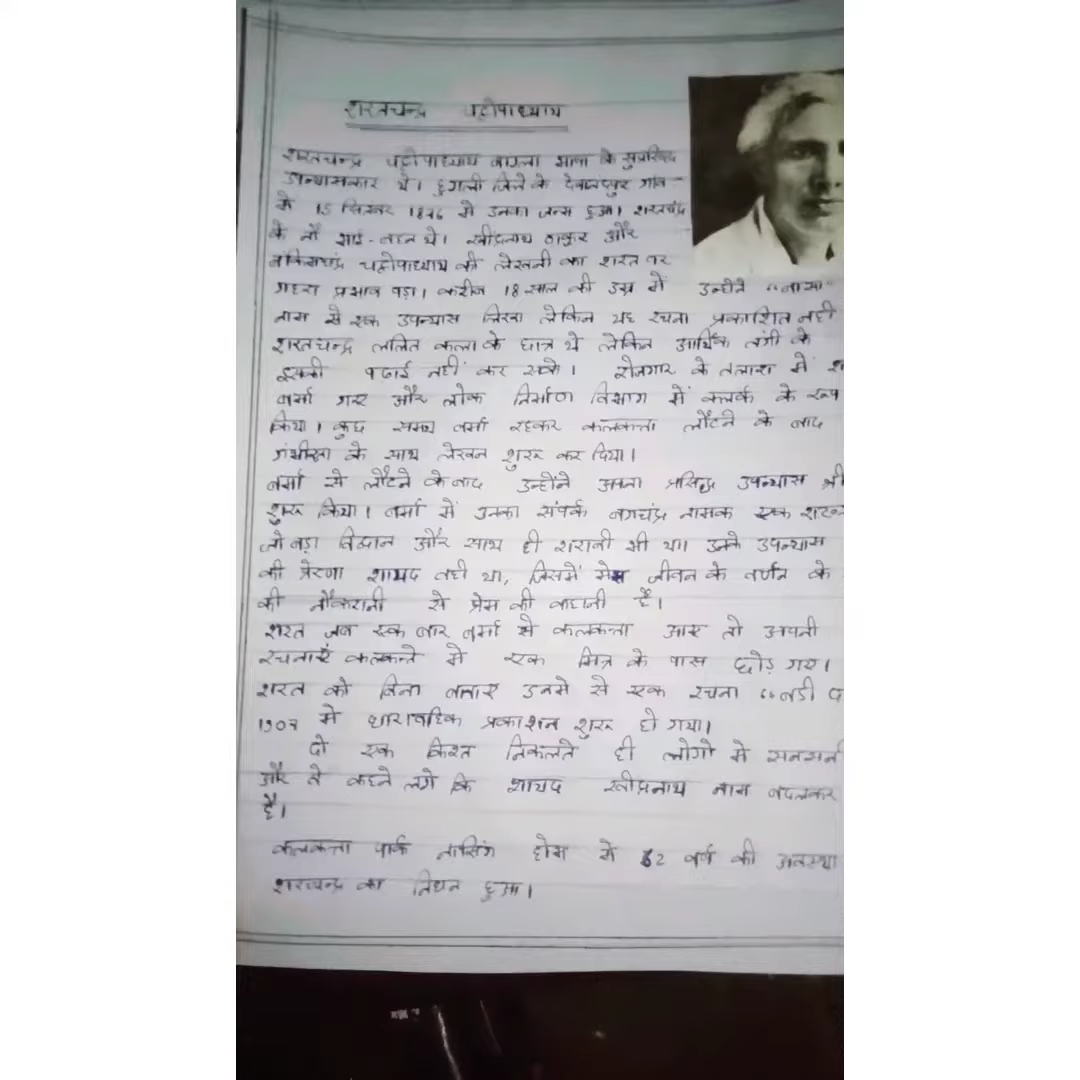 शरतचन्द्र चट्टोपाध्याय
शरतचन्द्र चट्टोपाध्याय बाग्ला भाषा के सुप्रसिद्ध
उपन्यासकार थे। हुगली जिले के देवानंदपुर गांव
मे 15 सितम्बर 1876 मे उनका जन्म हुआ। शरतचंद्र
के नौ भाई-बहन थे। रवीद्रनाथ ठाकुर और
बंकिमचंद्र चट्टोपाध्याय की लेखनी का शरत पर
गहरा प्रभाव पड़ा। करीब 18 साल की उम्र में उन्होने "बासा"
नाम से एक उपन्यास लिखा लेकिन यह रचना प्रकाशित नही
शरतचन्द्र ललित कला के छात्र थे लेकिन आर्थिक तंगी के
इसकी पढाई नहीं कर सके। रोजगार के तलाश में
बर्मा गए और लोक निर्माण विभाग में क्लर्क के रूप
किया। कुछ समय बर्मा रहकर कलकत्ता लौटने के बाद
गंभीरता के साथ लेखन शुरू कर दिया।
बर्मा से लौटने के बाद उन्होंने अपना प्रसिद्ध उपन्यास श्री
शुरू किया। बर्मा में उनका संपर्क बगचंद्र नामक एक
जो बड़ा विद्वान और साथ ही शराबी भी था। उनके उपन्यास
की प्रेरणा शायद वही था, जिसमें मेस जीवन के वर्णन के
की नौकरानी से प्रेम की कहानी है।
शरत जब एक बार बर्मा से कलकत्ता आए तो अपनी
रचनाएं कलकत्ते मे एक मित्र के पास छोड़ गए।
शरत को बिना बताए उनमे से एक रचना "बडी
1907 मे धारावाहिक प्रकाशन शुरू हो गया।
दो एक किश्त निकलते ही लोगो मे सनसनी
और वे कहने लगे कि शायद रवीद्रनाथ नाम बदलकर
है।
कलकत्ता पार्क नासिंग होम मे 62 वर्ष की अवस्था
शरतचन्द्र का निधन हुआ।